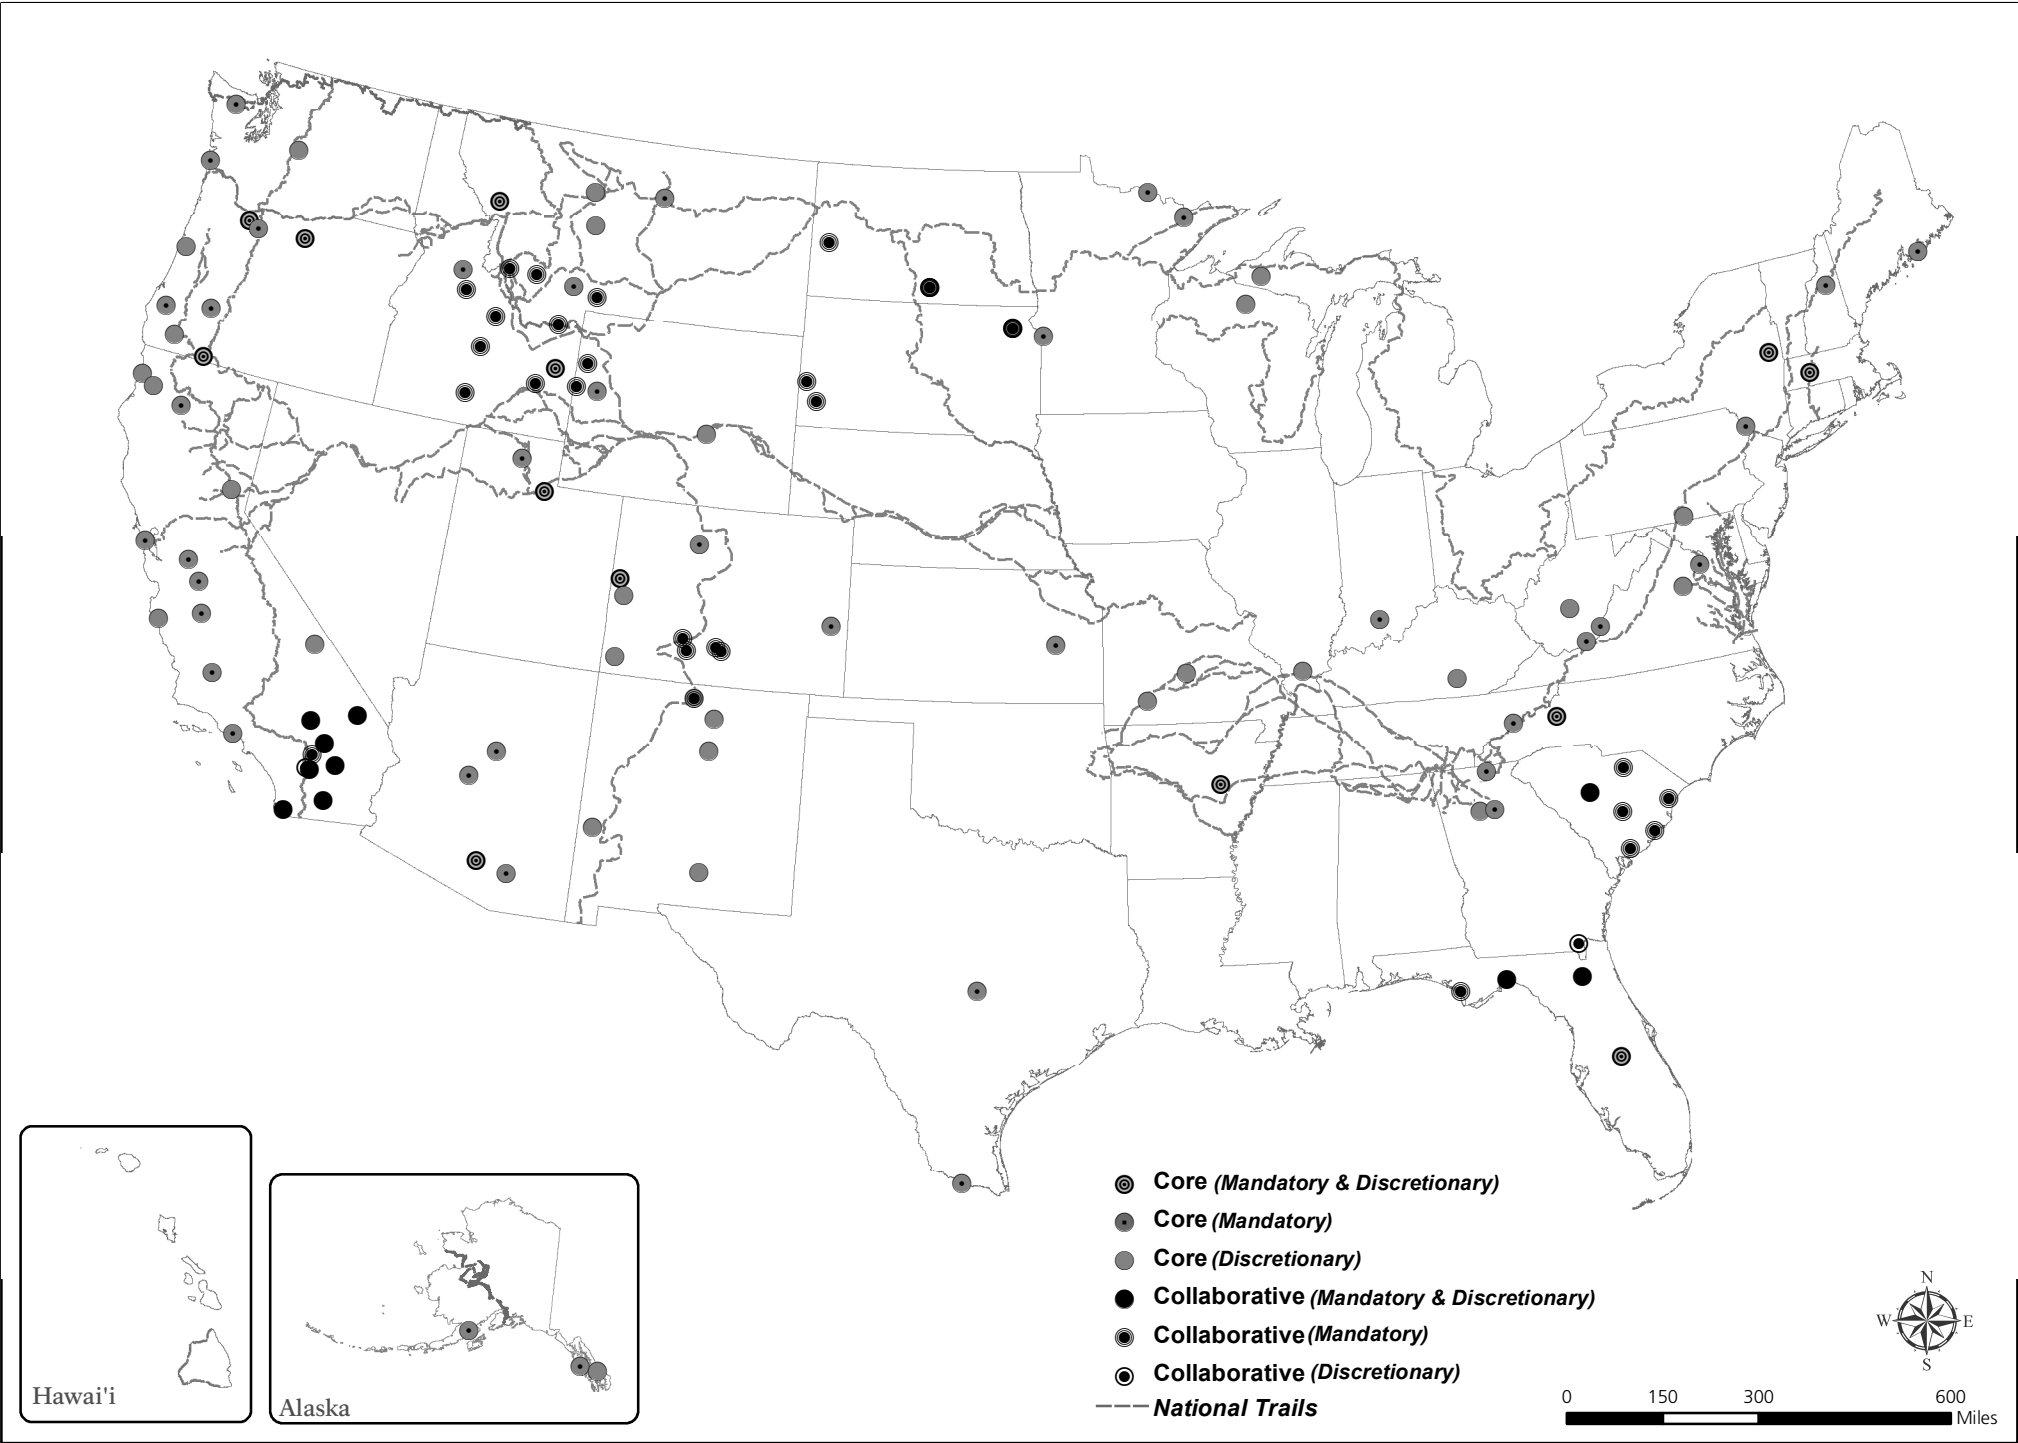 Core (Mandatory & Discretionary)
Core (Mandatory)
Core (Discretionary)
Collaborative (Mandatory & Discretionary)
Collaborative (Mandatory)
Collaborative (Discretionary)
National Trails
Hawai'i
Alaska
N
W E
S
0 150 300 600
Miles